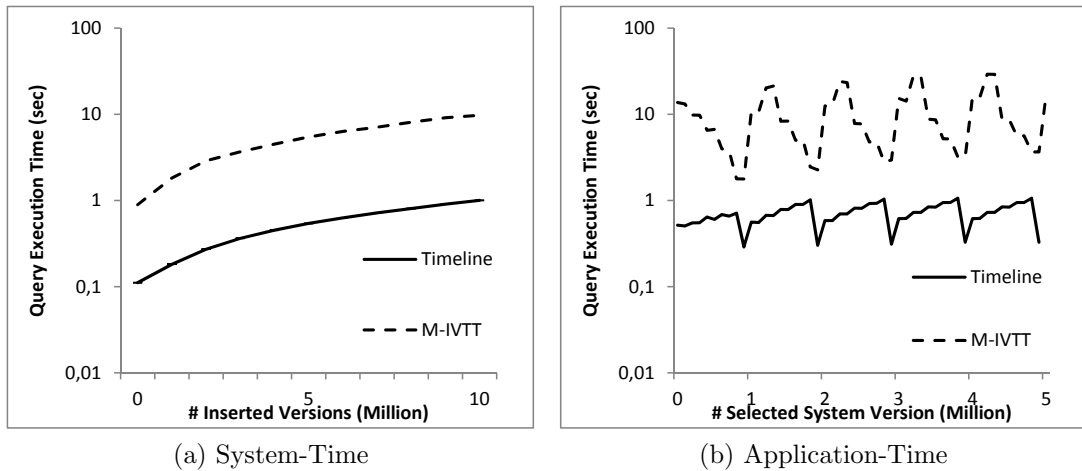 100
10
1
0,1
0,01
Query Execution Time (sec)
Timeline
M-IVTT
0 5 10
# Inserted Versions (Million)
(a) System-Time
100
10
1
0,1
0,01
Query Execution Time (sec)
Timeline
M-IVTT
0 1 2 3 4 5
# Selected System Version (Million)
(b) Application-Time